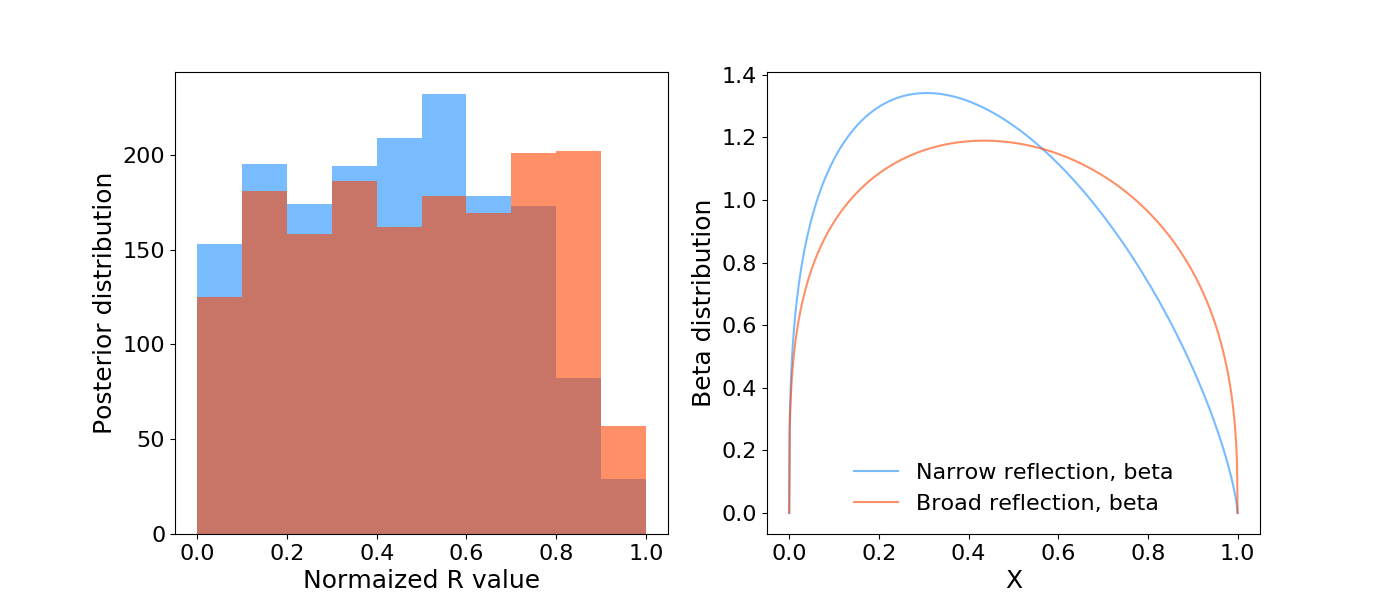 Posterior distribution
200
150
100
50
0
0.0 0.2 0.4 0.6 0.8 1.0
Normaized R value
Beta distribution
1.4
1.2
1.0
0.8
0.6
0.4
0.2
0.0
Narrow reflection, beta
Broad reflection, beta
0.0 0.2 0.4 0.6 0.8 1.0
X